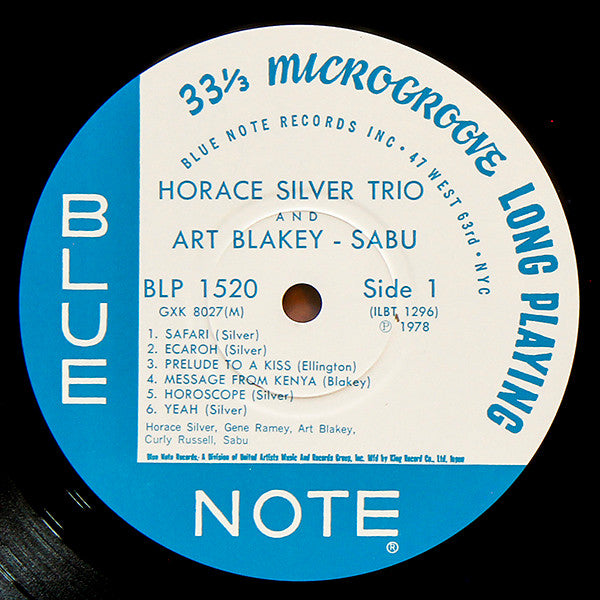 33⅓ MICROGROOVE LONG PLAYING
BLUE NOTE RECORDS INC • 47 WEST 63rd • NYC
HORACE SILVER TRIO
AND
ART BLAKEY - SABU
BLP 1520 Side 1
GXK 8027(M) (ILBT 1296)
℗ 1978
1. SAFARI (Silver)
2. ECAROH (Silver)
3. PRELUDE TO A KISS (Ellington)
4. MESSAGE FROM KENYA (Blakey)
5. HOROSCOPE (Silver)
6. YEAH (Silver)
Horace Silver, Gene Ramey, Art Blakey,
Curly Russell, Sabu
Blue Note Records,- A Division of United Artists Music And Records Group, Inc. Mfd by King Record Co., Ltd, Japan
BLUE
NOTE®